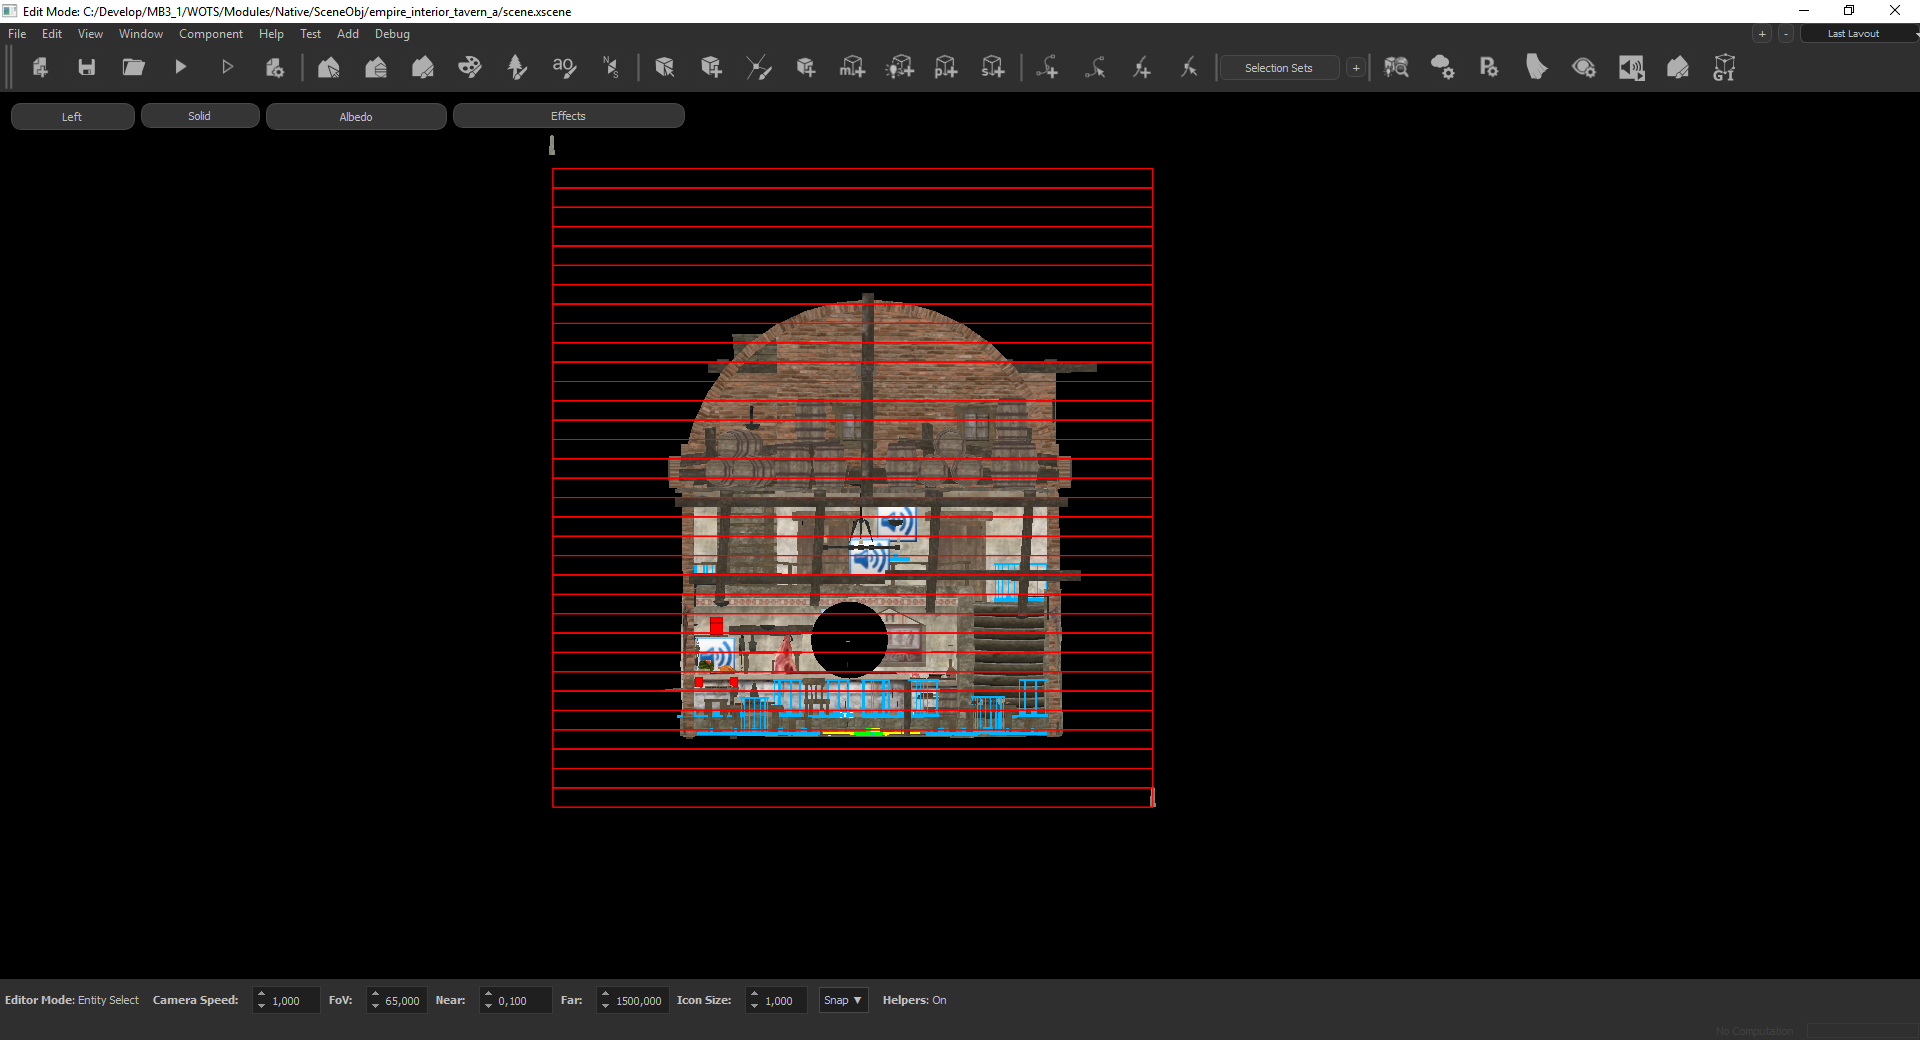 Edit Mode: C:/Develop/MB3_1/WOTS/Modules/Native/SceneObj/empire_interior_tavern_a/scene.xscene
File Edit View Window Component Help Test Add Debug
+ - Last Layout
ao N S m p s Selection Sets + P GI
Left Solid Albedo Effects
Editor Mode: Entity Select Camera Speed: 1,000 FoV: 65,000 Near: 0,100 Far: 1500,000 Icon Size: 1,000 Snap ▼ Helpers: On
No Computation